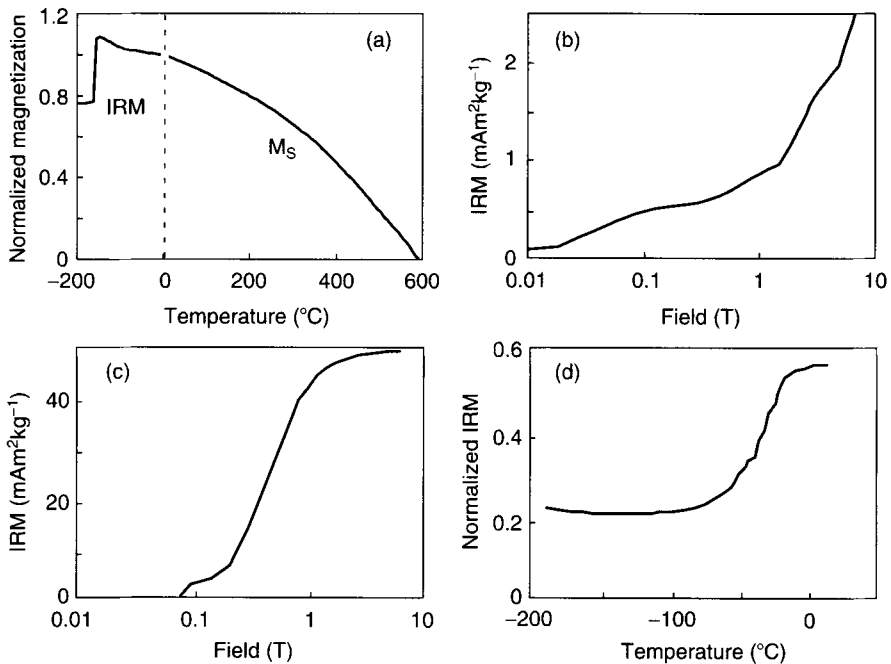 1.2
1.0
0.8
0.4
0
Normalized magnetization
(a)
IRM
M_S
−200 0 200 400 600
Temperature (°C)
(b)
2
1
0
IRM (mAm²kg⁻¹)
0.01 0.1 1 10
Field (T)
(c)
40
20
0
IRM (mAm²kg⁻¹)
0.01 0.1 1 10
Field (T)
(d)
0.6
0.4
0.2
0
Normalized IRM
−200 −100 0
Temperature (°C)